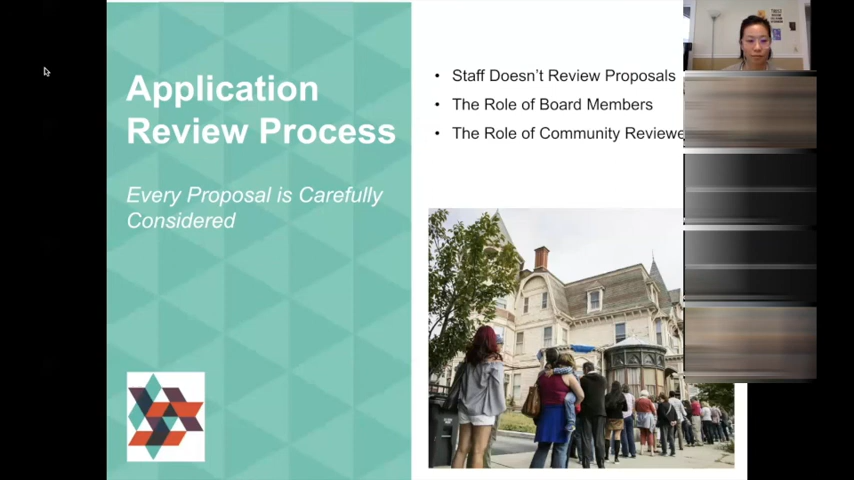 Application
Review Process
Every Proposal is Carefully
Considered
• Staff Doesn't Review Proposals
• The Role of Board Members
• The Role of Community Reviewe